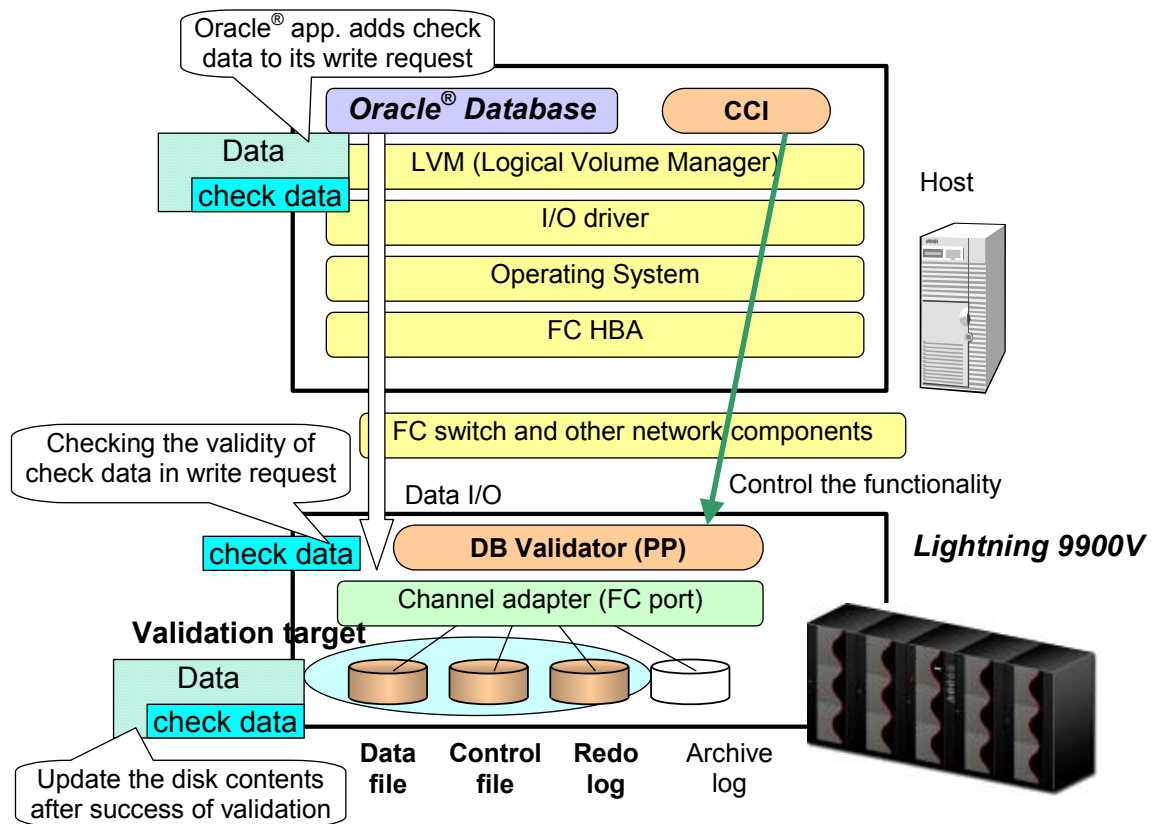 Oracle® app. adds check
data to its write request
Oracle® Database
CCI
Data
check data
LVM (Logical Volume Manager)
I/O driver
Operating System
FC HBA
Host
FC switch and other network components
Checking the validity of
check data in write request
Data I/O
Control the functionality
check data
DB Validator (PP)
Lightning 9900V
Channel adapter (FC port)
Validation target
Data
check data
Data
file
Control
file
Redo
log
Archive
log
Update the disk contents
after success of validation